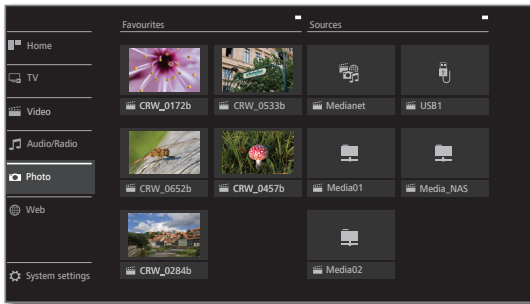 Favourites
Sources
Home
TV
Video
Audio/Radio
Photo
Web
System settings
CRW_0172b
CRW_0533b
Medianet
USB1
CRW_0652b
CRW_0457b
Media01
Media_NAS
CRW_0284b
Media02